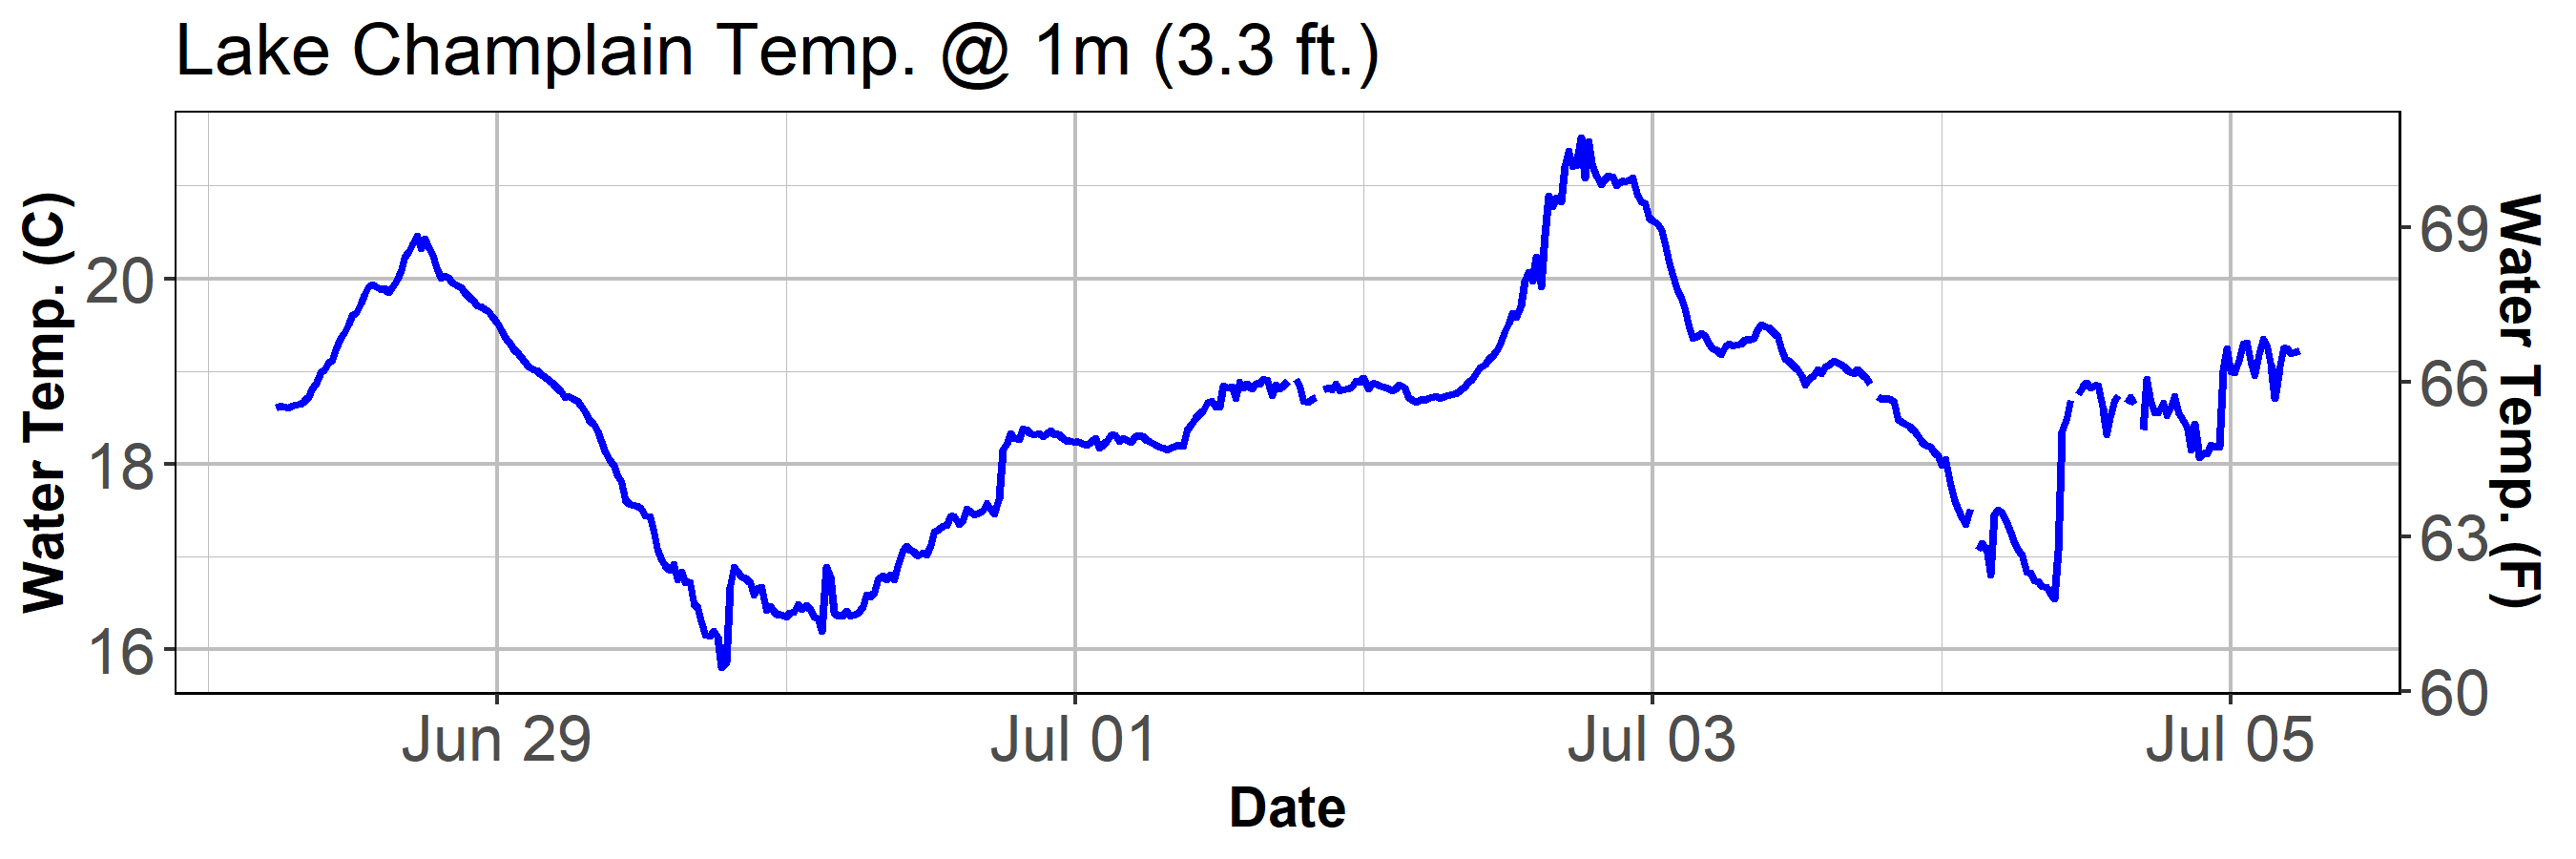 Lake Champlain Temp. @ 1m (3.3 ft.)
Water Temp. (C)
20
18
16
69
66
63
60
Water Temp. (F)
Jun 29
Jul 01
Jul 03
Jul 05
Date